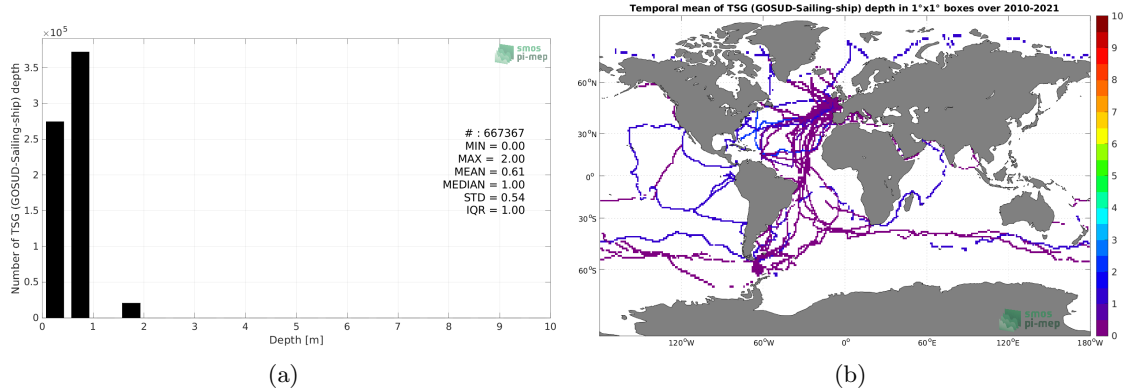 ×10⁵
3.5
3
2.5
2
1.5
1
0.5
0
Number of TSG (GOSUD-Sailing-ship) depth
smos
pi-mep
# : 667367
MIN = 0.00
MAX = 2.00
MEAN = 0.61
MEDIAN = 1.00
STD = 0.54
IQR = 1.00
0 1 2 3 4 5 6 7 8 9 10
Depth [m]
(a)
Temporal mean of TSG (GOSUD-Sailing-ship) depth in 1°x1° boxes over 2010-2021
60°N
30°N
0°
30°S
60°S
120°W 60°W 0° 60°E 120°E 180°W
smos
pi-mep
10
9
8
7
6
5
4
3
2
1
0
(b)